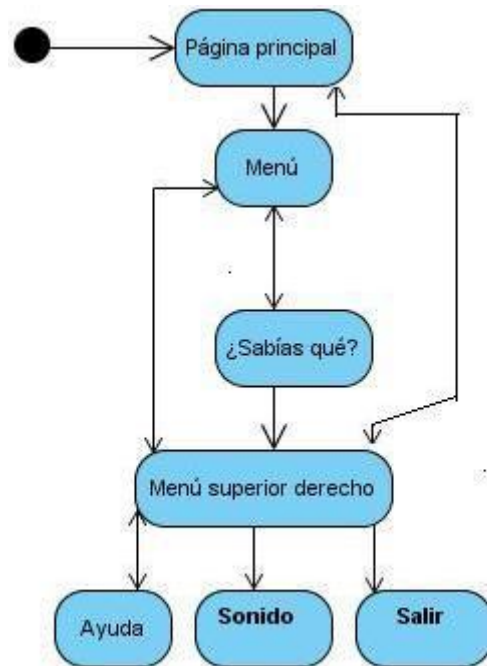 Página principal
Menú
¿Sabías qué?
Menú superior derecho
Ayuda
Sonido
Salir